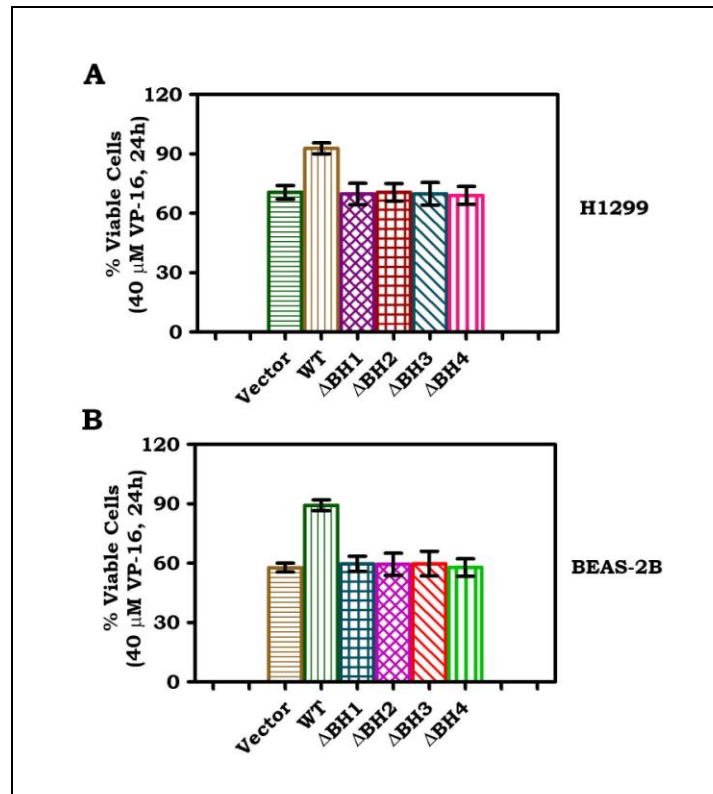 A
120
90
60
30
0
% Viable Cells
(40 μM VP-16, 24h)
H1299
Vector
WT
ΔBH1
ΔBH2
ΔBH3
ΔBH4
B
120
90
60
30
0
% Viable Cells
(40 μM VP-16, 24h)
BEAS-2B
Vector
WT
ΔBH1
ΔBH2
ΔBH3
ΔBH4